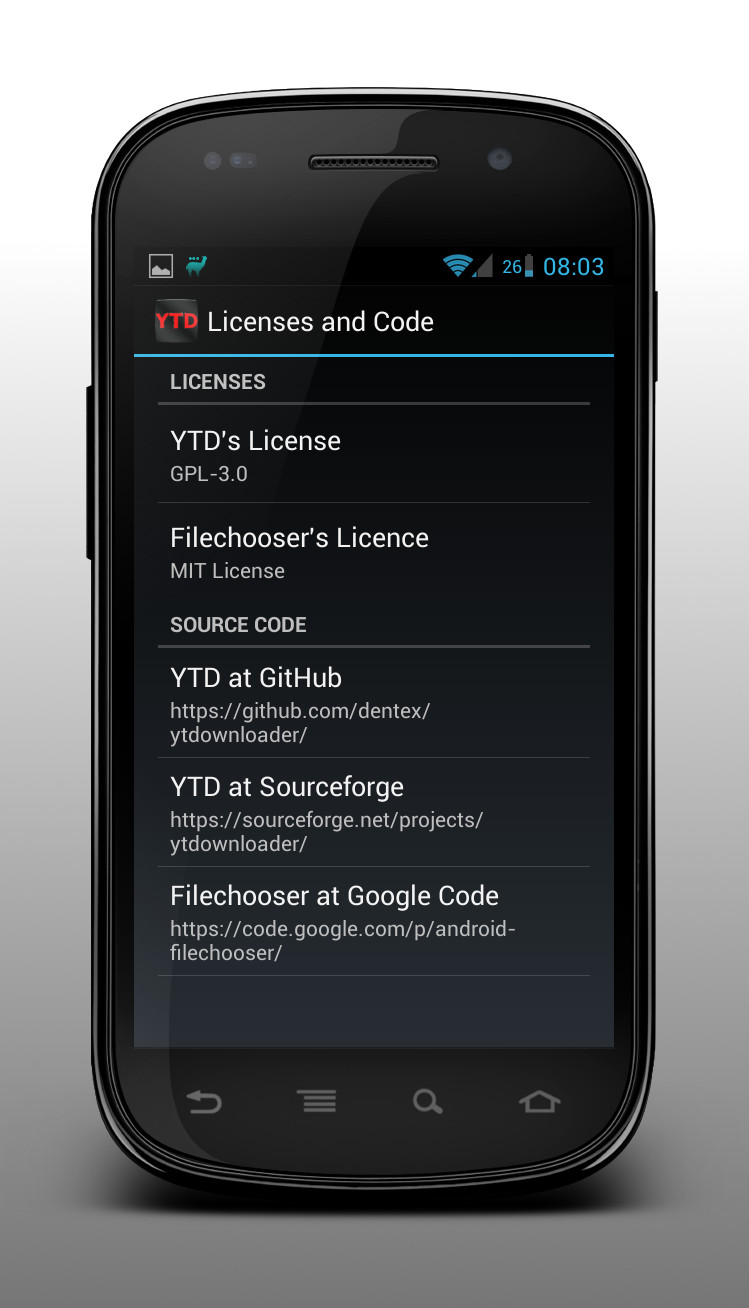 26 08:03
YTD Licenses and Code
LICENSES
YTD's License
GPL-3.0
Filechooser's Licence
MIT License
SOURCE CODE
YTD at GitHub
https://github.com/dentex/
ytdownloader/
YTD at Sourceforge
https://sourceforge.net/projects/
ytdownloader/
Filechooser at Google Code
https://code.google.com/p/android-
filechooser/